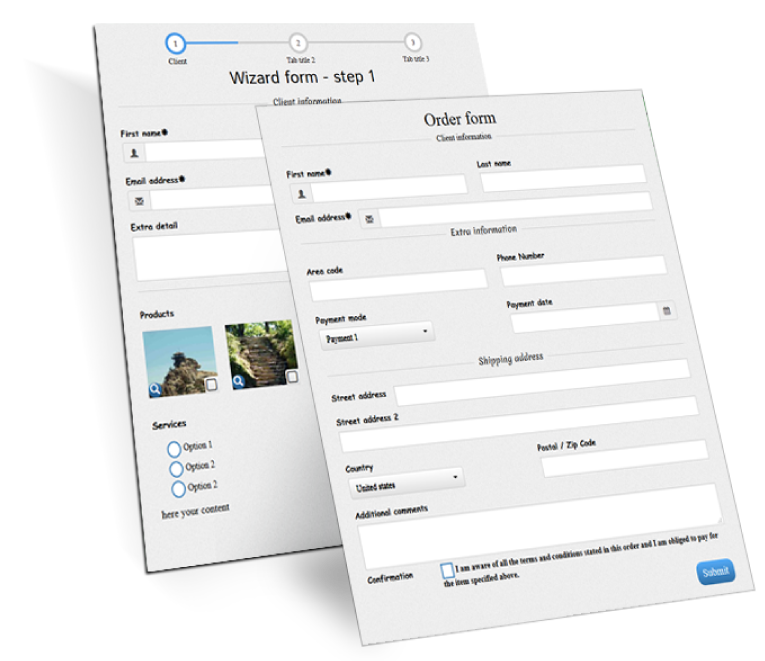 1
2
3
Client
Tab title 2
Tab title 3
Wizard form - step 1
Client information
First name*
Email address*
Extra detail
Products
Services
Option 1
Option 2
Option 2
here your content
Order form
Client information
First name*
Last name
Email address*
Extra information
Area code
Phone Number
Payment mode
Payment date
Payment 1
Shipping address
Street address
Street address 2
Country
Postal / Zip Code
United states
Additional comments
Confirmation
I am aware of all the terms and conditions stated in this order and I am obliged to pay for
the item specified above.
Submit